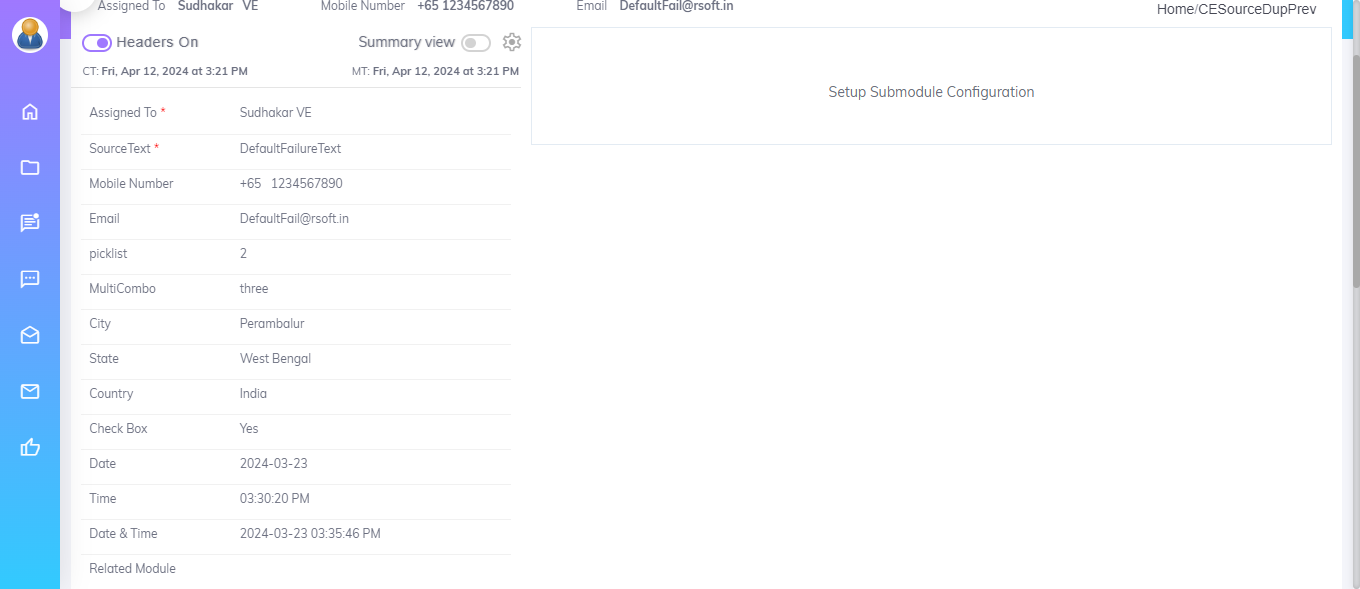 Assigned To Sudhakar VE Mobile Number +65 1234567890 Email DefaultFail@rsoft.in
Home/CESourceDupPrev
Headers On Summary view
CT: Fri, Apr 12, 2024 at 3:21 PM MT: Fri, Apr 12, 2024 at 3:21 PM
Assigned To * Sudhakar VE
SourceText * DefaultFailureText
Mobile Number +65 1234567890
Email DefaultFail@rsoft.in
picklist 2
MultiCombo three
City Perambalur
State West Bengal
Country India
Check Box Yes
Date 2024-03-23
Time 03:30:20 PM
Date & Time 2024-03-23 03:35:46 PM
Related Module
Setup Submodule Configuration